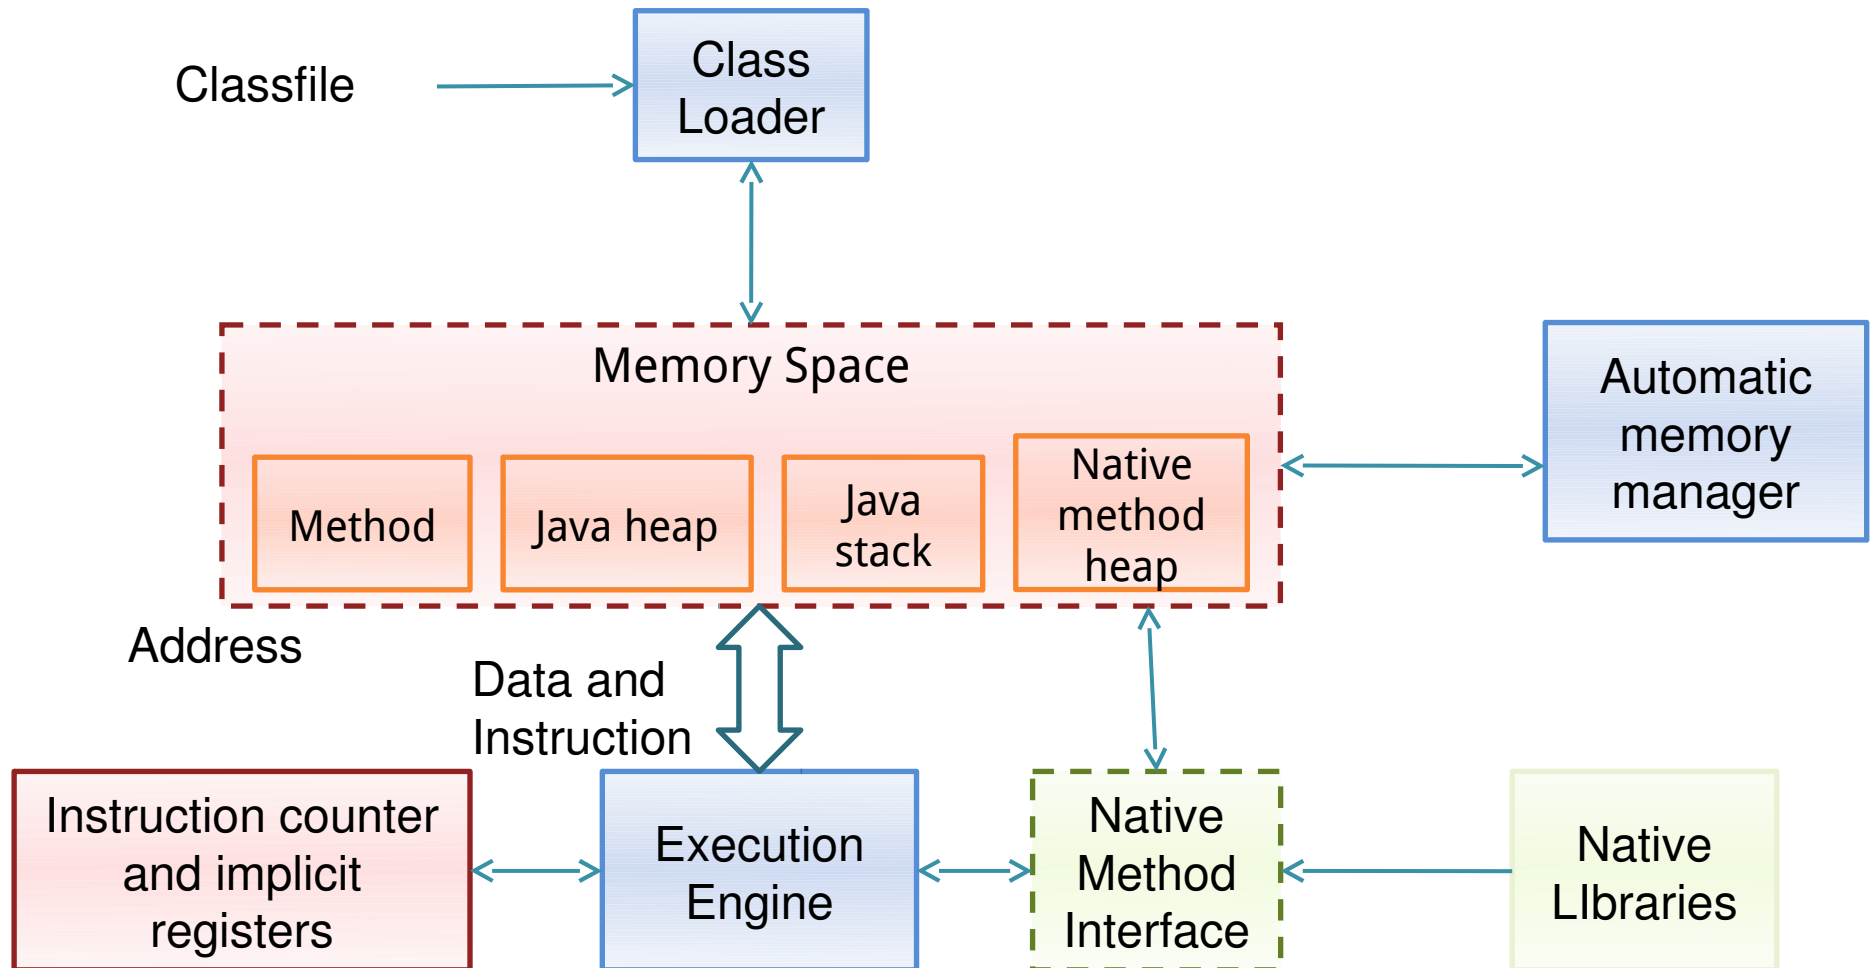 Class
Loader
Classfile
Memory Space
Method
Java heap
Java
stack
Native
method
heap
Automatic
memory
manager
Address
Data and
Instruction
Instruction counter
and implicit
registers
Execution
Engine
Native
Method
Interface
Native
LIbraries